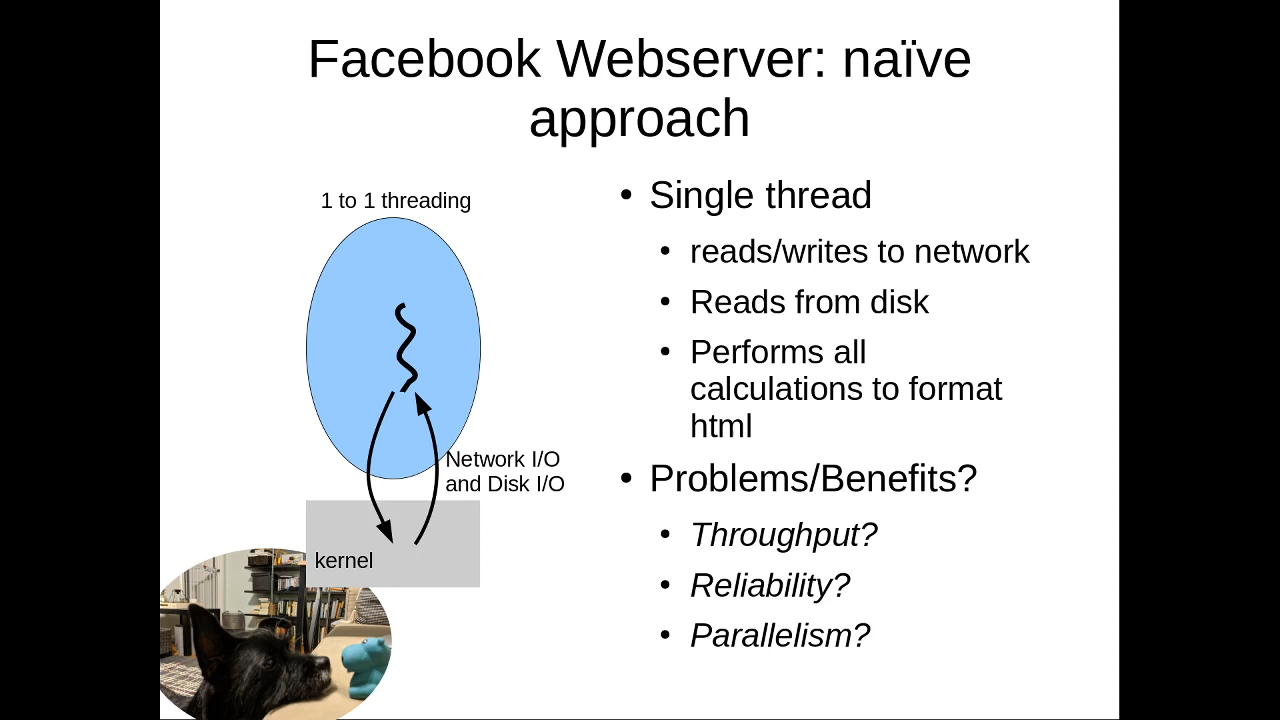 Facebook Webserver: naïve
approach
1 to 1 threading
Network I/O
and Disk I/O
kernel
• Single thread
• reads/writes to network
• Reads from disk
• Performs all
calculations to format
html
• Problems/Benefits?
• Throughput?
• Reliability?
• Parallelism?